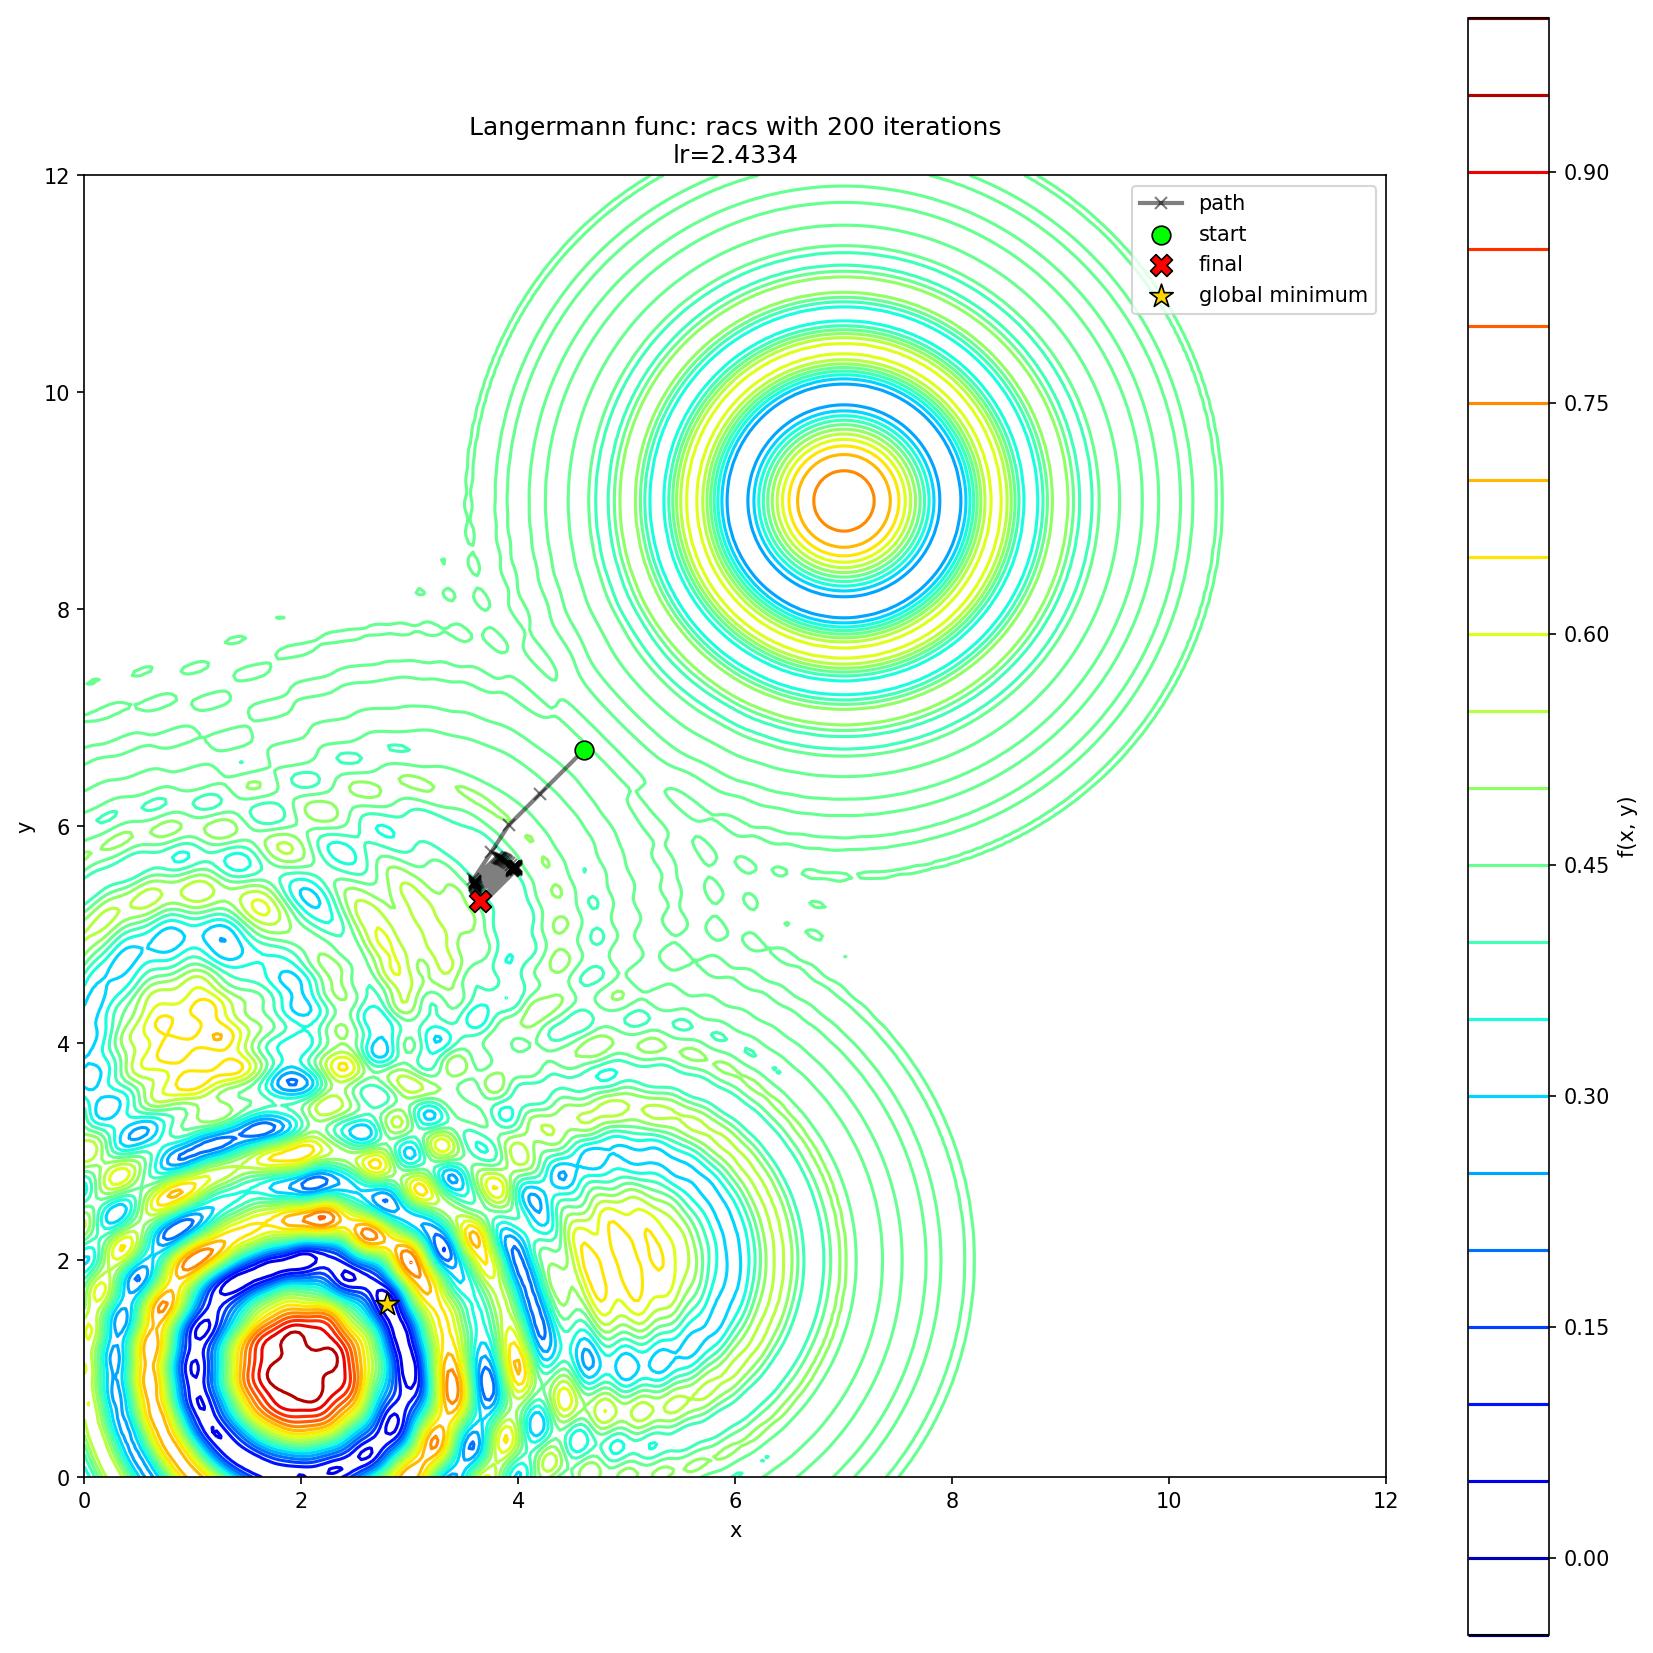 Langermann func: racs with 200 iterations
lr=2.4334
path
start
final
global minimum
12
10
8
6
4
2
0
y
0
2
4
6
8
10
12
x
0.90
0.75
0.60
0.45
0.30
0.15
0.00
f(x, y)